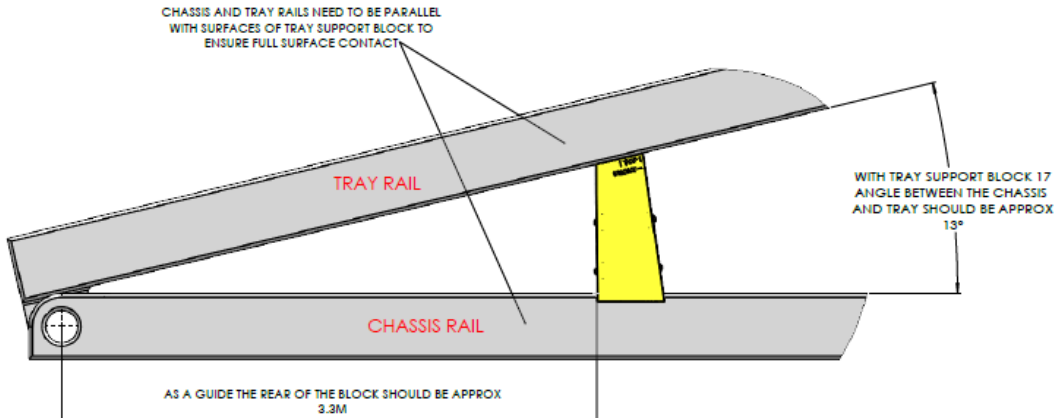 CHASSIS AND TRAY RAILS NEED TO BE PARALLEL
WITH SURFACES OF TRAY SUPPORT BLOCK TO
ENSURE FULL SURFACE CONTACT
TRAY RAIL
WITH TRAY SUPPORT BLOCK 17
ANGLE BETWEEN THE CHASSIS
AND TRAY SHOULD BE APPROX
13°
CHASSIS RAIL
AS A GUIDE THE REAR OF THE BLOCK SHOULD BE APPROX
3.3M